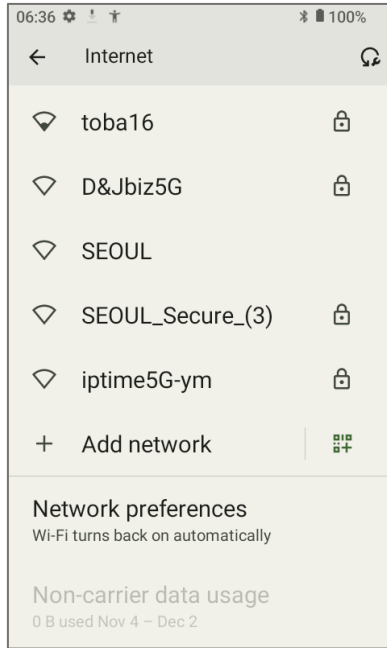 06:36 100%
Internet
toba16
D&Jbiz5G
SEOUL
SEOUL_Secure_(3)
iptime5G-ym
Add network
Network preferences
Wi-Fi turns back on automatically
Non-carrier data usage
0 B used Nov 4 – Dec 2